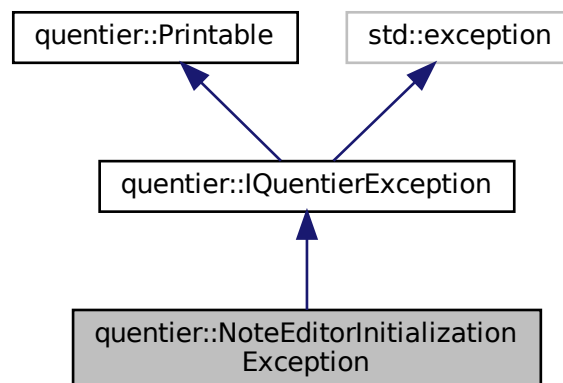 quentier::Printable
std::exception
quentier::IQuentierException
quentier::NoteEditorInitialization
Exception